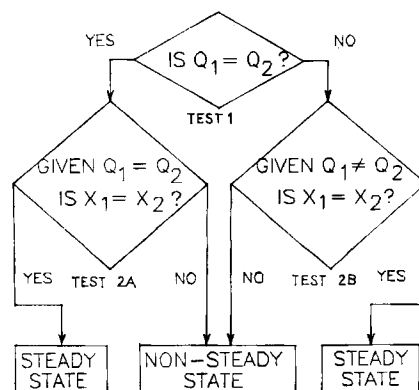 YES
NO
IS Q₁ = Q₂?
TEST 1
GIVEN Q₁ = Q₂
IS X₁ = X₂?
GIVEN Q₁ ≠ Q₂
IS X₁ = X₂?
YES
TEST 2A
NO
NO
TEST 2B
YES
STEADY
STATE
NON-STEADY
STATE
STEADY
STATE